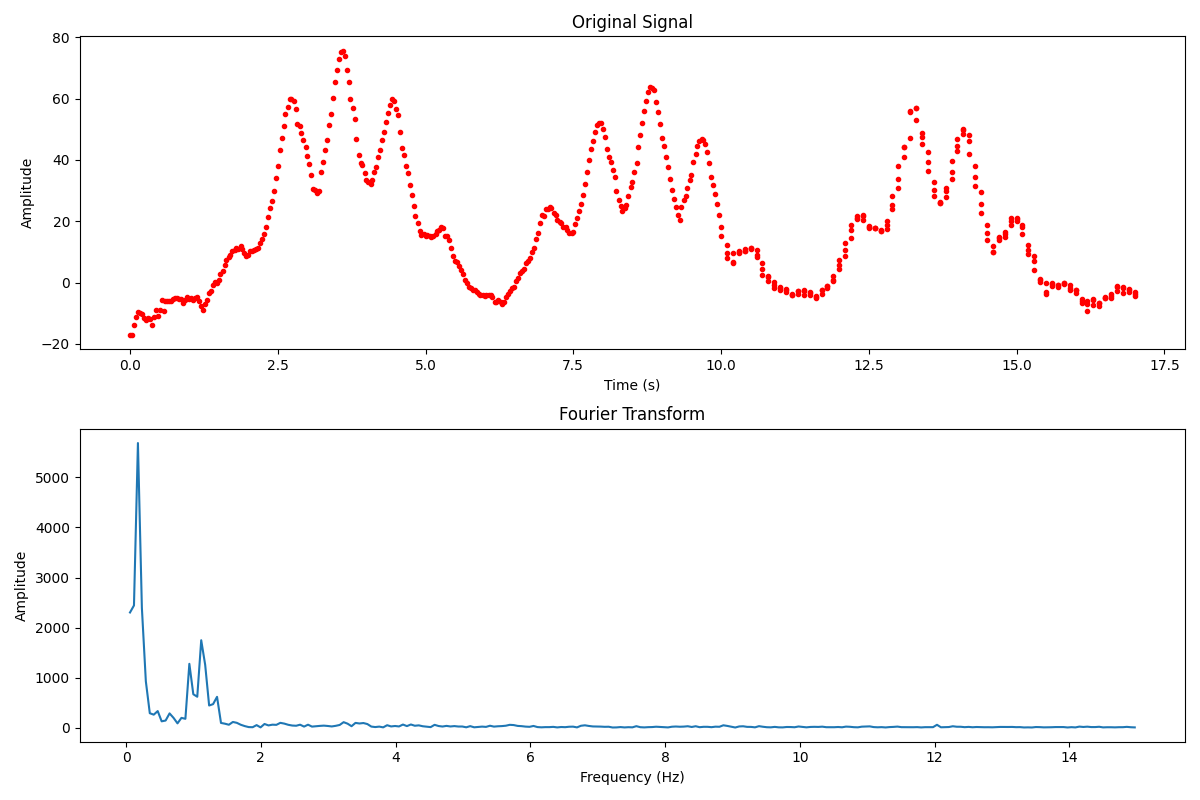 Original Signal
80
60
40
20
0
−20
Amplitude
0.0 2.5 5.0 7.5 10.0 12.5 15.0 17.5
Time (s)
Fourier Transform
5000
4000
3000
2000
1000
0
Amplitude
0 2 4 6 8 10 12 14
Frequency (Hz)